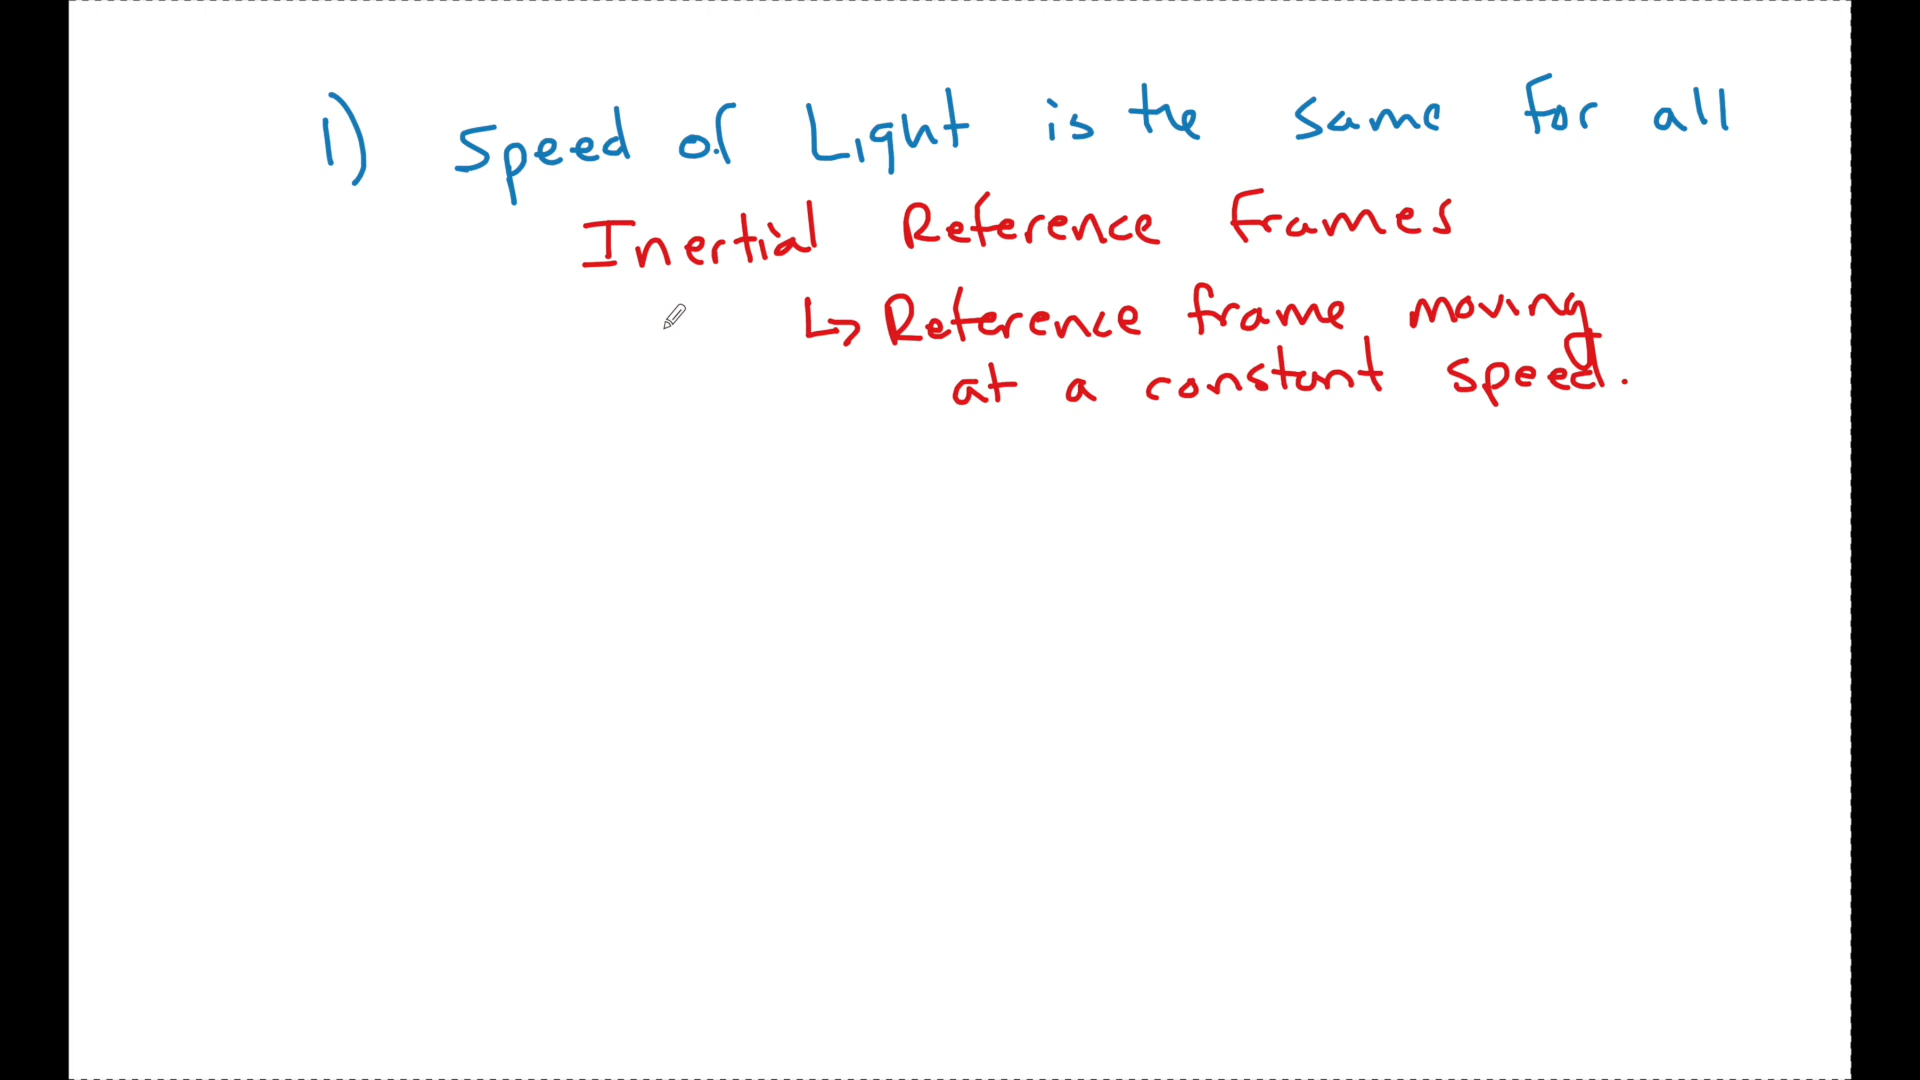 1) Speed of Light is the same for all
Inertial Reference Frames
↳ Reference frame moving
at a constant speed.